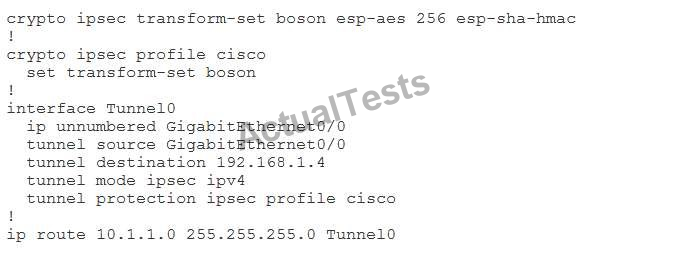 crypto ipsec transform-set boson esp-aes 256 esp-sha-hmac
!
crypto ipsec profile cisco
  set transform-set boson
!
interface Tunnel0
  ip unnumbered GigabitEthernet0/0
  tunnel source GigabitEthernet0/0
  tunnel destination 192.168.1.4
  tunnel mode ipsec ipv4
  tunnel protection ipsec profile cisco
!
ip route 10.1.1.0 255.255.255.0 Tunnel0
ActualTests